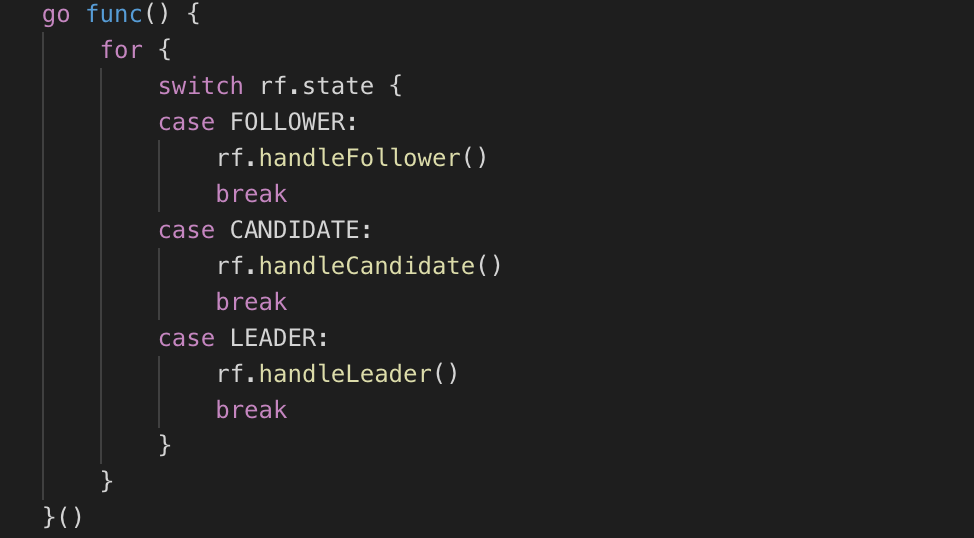 go func() {
    for {
        switch rf.state {
        case FOLLOWER:
            rf.handleFollower()
            break
        case CANDIDATE:
            rf.handleCandidate()
            break
        case LEADER:
            rf.handleLeader()
            break
        }
    }
}()